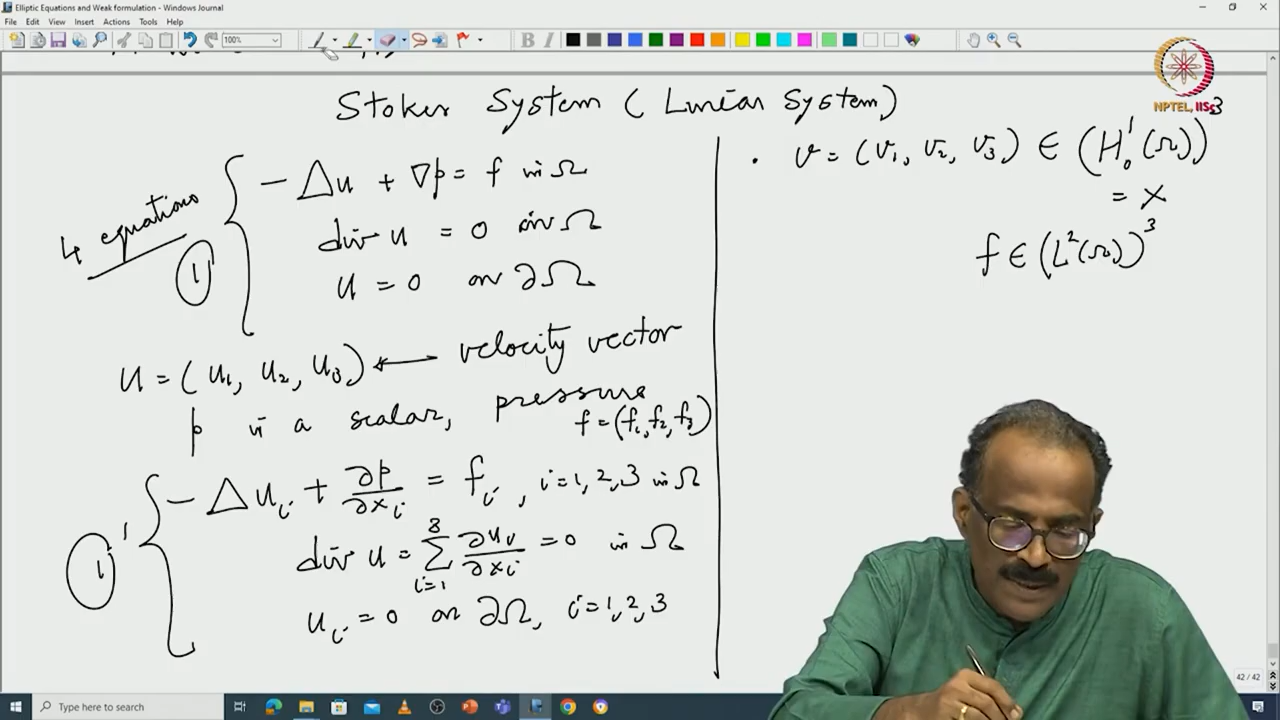 Elliptic Equations and Weak formulation - Windows Journal
File Edit View Insert Actions Tools Help
100%
B I
NPTEL, IISc
Stokes System (Linear System)
4 equations
① { - Δu + ∇p = f in Ω
div u = 0 in Ω
u = 0 on ∂Ω
u = (u₁, u₂, u₃) ⟷ velocity vector
p is a scalar, pressure
f = (f₁, f₂, f₃)
①' { - Δuᵢ + ∂p/∂xᵢ = fᵢ, i = 1, 2, 3 in Ω
div u = Σ_{i=1}^{3} ∂uᵢ/∂xᵢ = 0 in Ω
uᵢ = 0 on ∂Ω, i = 1, 2, 3
· v = (v₁, v₂, v₃) ∈ (H₀¹(Ω))³
= X
f ∈ (L²(Ω))³
42 / 42
Type here to search